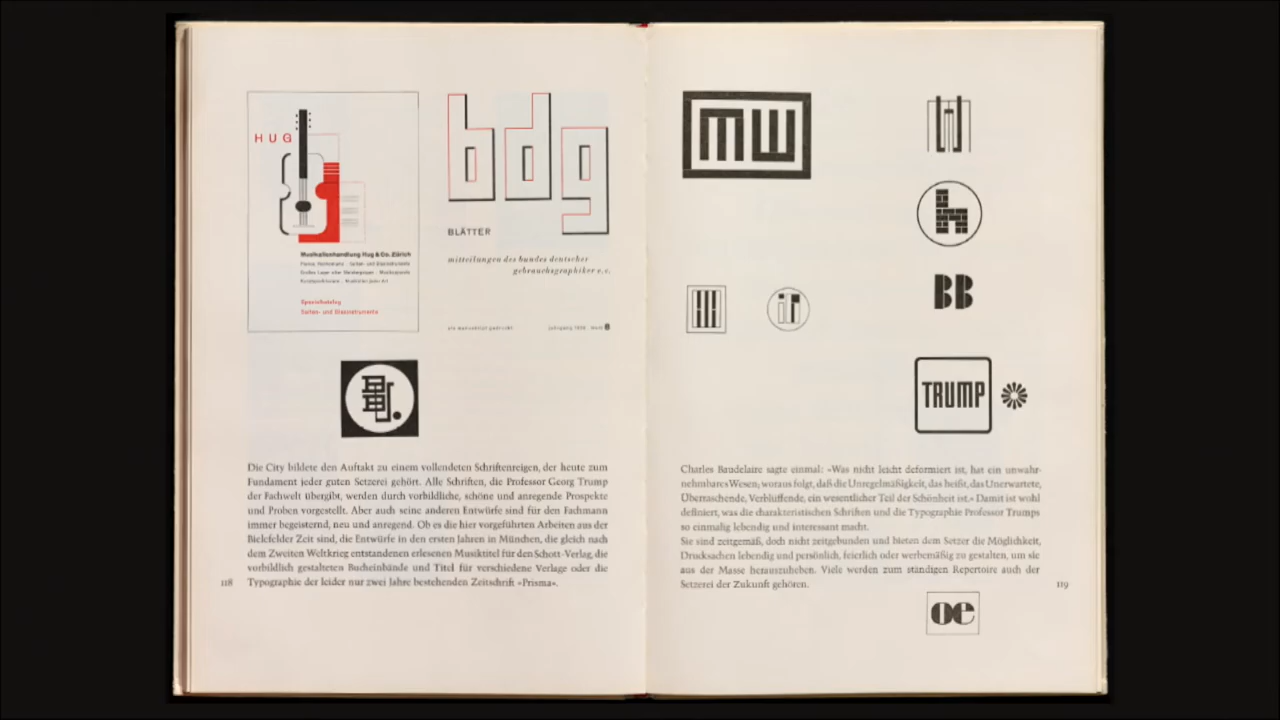 HUG
Musikalienhandlung Hug & Co. Zürich
Spezialkatalog
Saiten- und Blasinstrumente
bdg
BLÄTTER
mitteilungen des bundes deutscher
gebrauchsgraphiker e.v.
als manuskript gedruckt
8
Die City bildete den Auftakt zu einem vollendeten Schriftenreigen, der heute zum
Fundament jeder guten Setzerei gehört. Alle Schriften, die Professor Georg Trump
der Fachwelt übergibt, werden durch vorbildliche, schöne und anregende Prospekte
und Proben vorgestellt. Aber auch seine anderen Entwürfe sind für den Fachmann
immer begeisternd, neu und anregend. Ob es die hier vorgeführten Arbeiten aus der
Bielefelder Zeit sind, die Entwürfe in den ersten Jahren in München, die gleich nach
dem Zweiten Weltkrieg entstandenen erlesenen Musiktitel für den Schott-Verlag, die
vorbildlich gestalteten Bucheinbände und Titel für verschiedene Verlage oder die
Typographie der leider nur zwei Jahre bestehenden Zeitschrift »Prisma«.
118
mw
h
BB
TRUMP
Charles Baudelaire sagte einmal: »Was nicht leicht deformiert ist, hat ein unwahr-
nehmbares Wesen; woraus folgt, daß die Unregelmäßigkeit, das heißt, das Unerwartete,
Überraschende, Verblüffende, ein wesentlicher Teil der Schönheit ist.« Damit ist wohl
definiert, was die charakteristischen Schriften und die Typographie Professor Trumps
so einmalig lebendig und interessant macht.
Sie sind zeitgemäß, doch nicht zeitgebunden und bieten dem Setzer die Möglichkeit,
Drucksachen lebendig und persönlich, feierlich oder werbemäßig zu gestalten, um sie
aus der Masse herauszuheben. Viele werden zum ständigen Repertoire auch der
Setzerei der Zukunft gehören.
119
oe